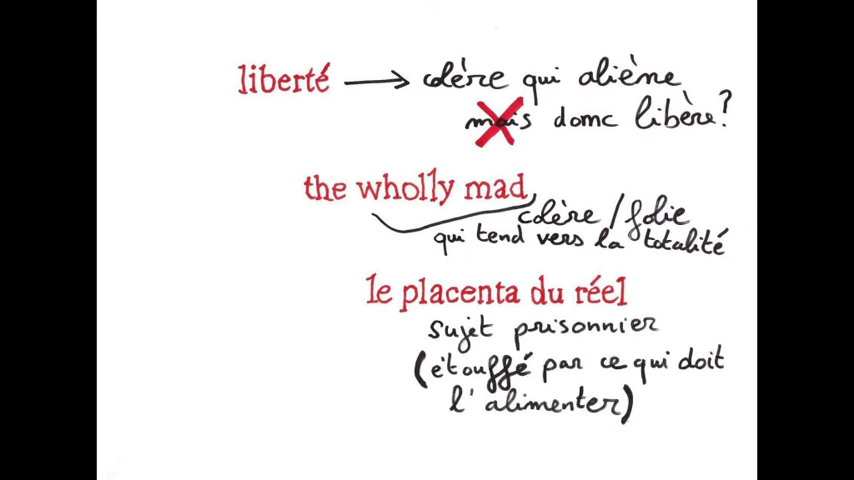 liberté → colère qui aliène
mais donc libère?
the wholly mad
colère / folie
qui tend vers la totalité
le placenta du réel
sujet prisonnier
(étouffé par ce qui doit
l'alimenter)